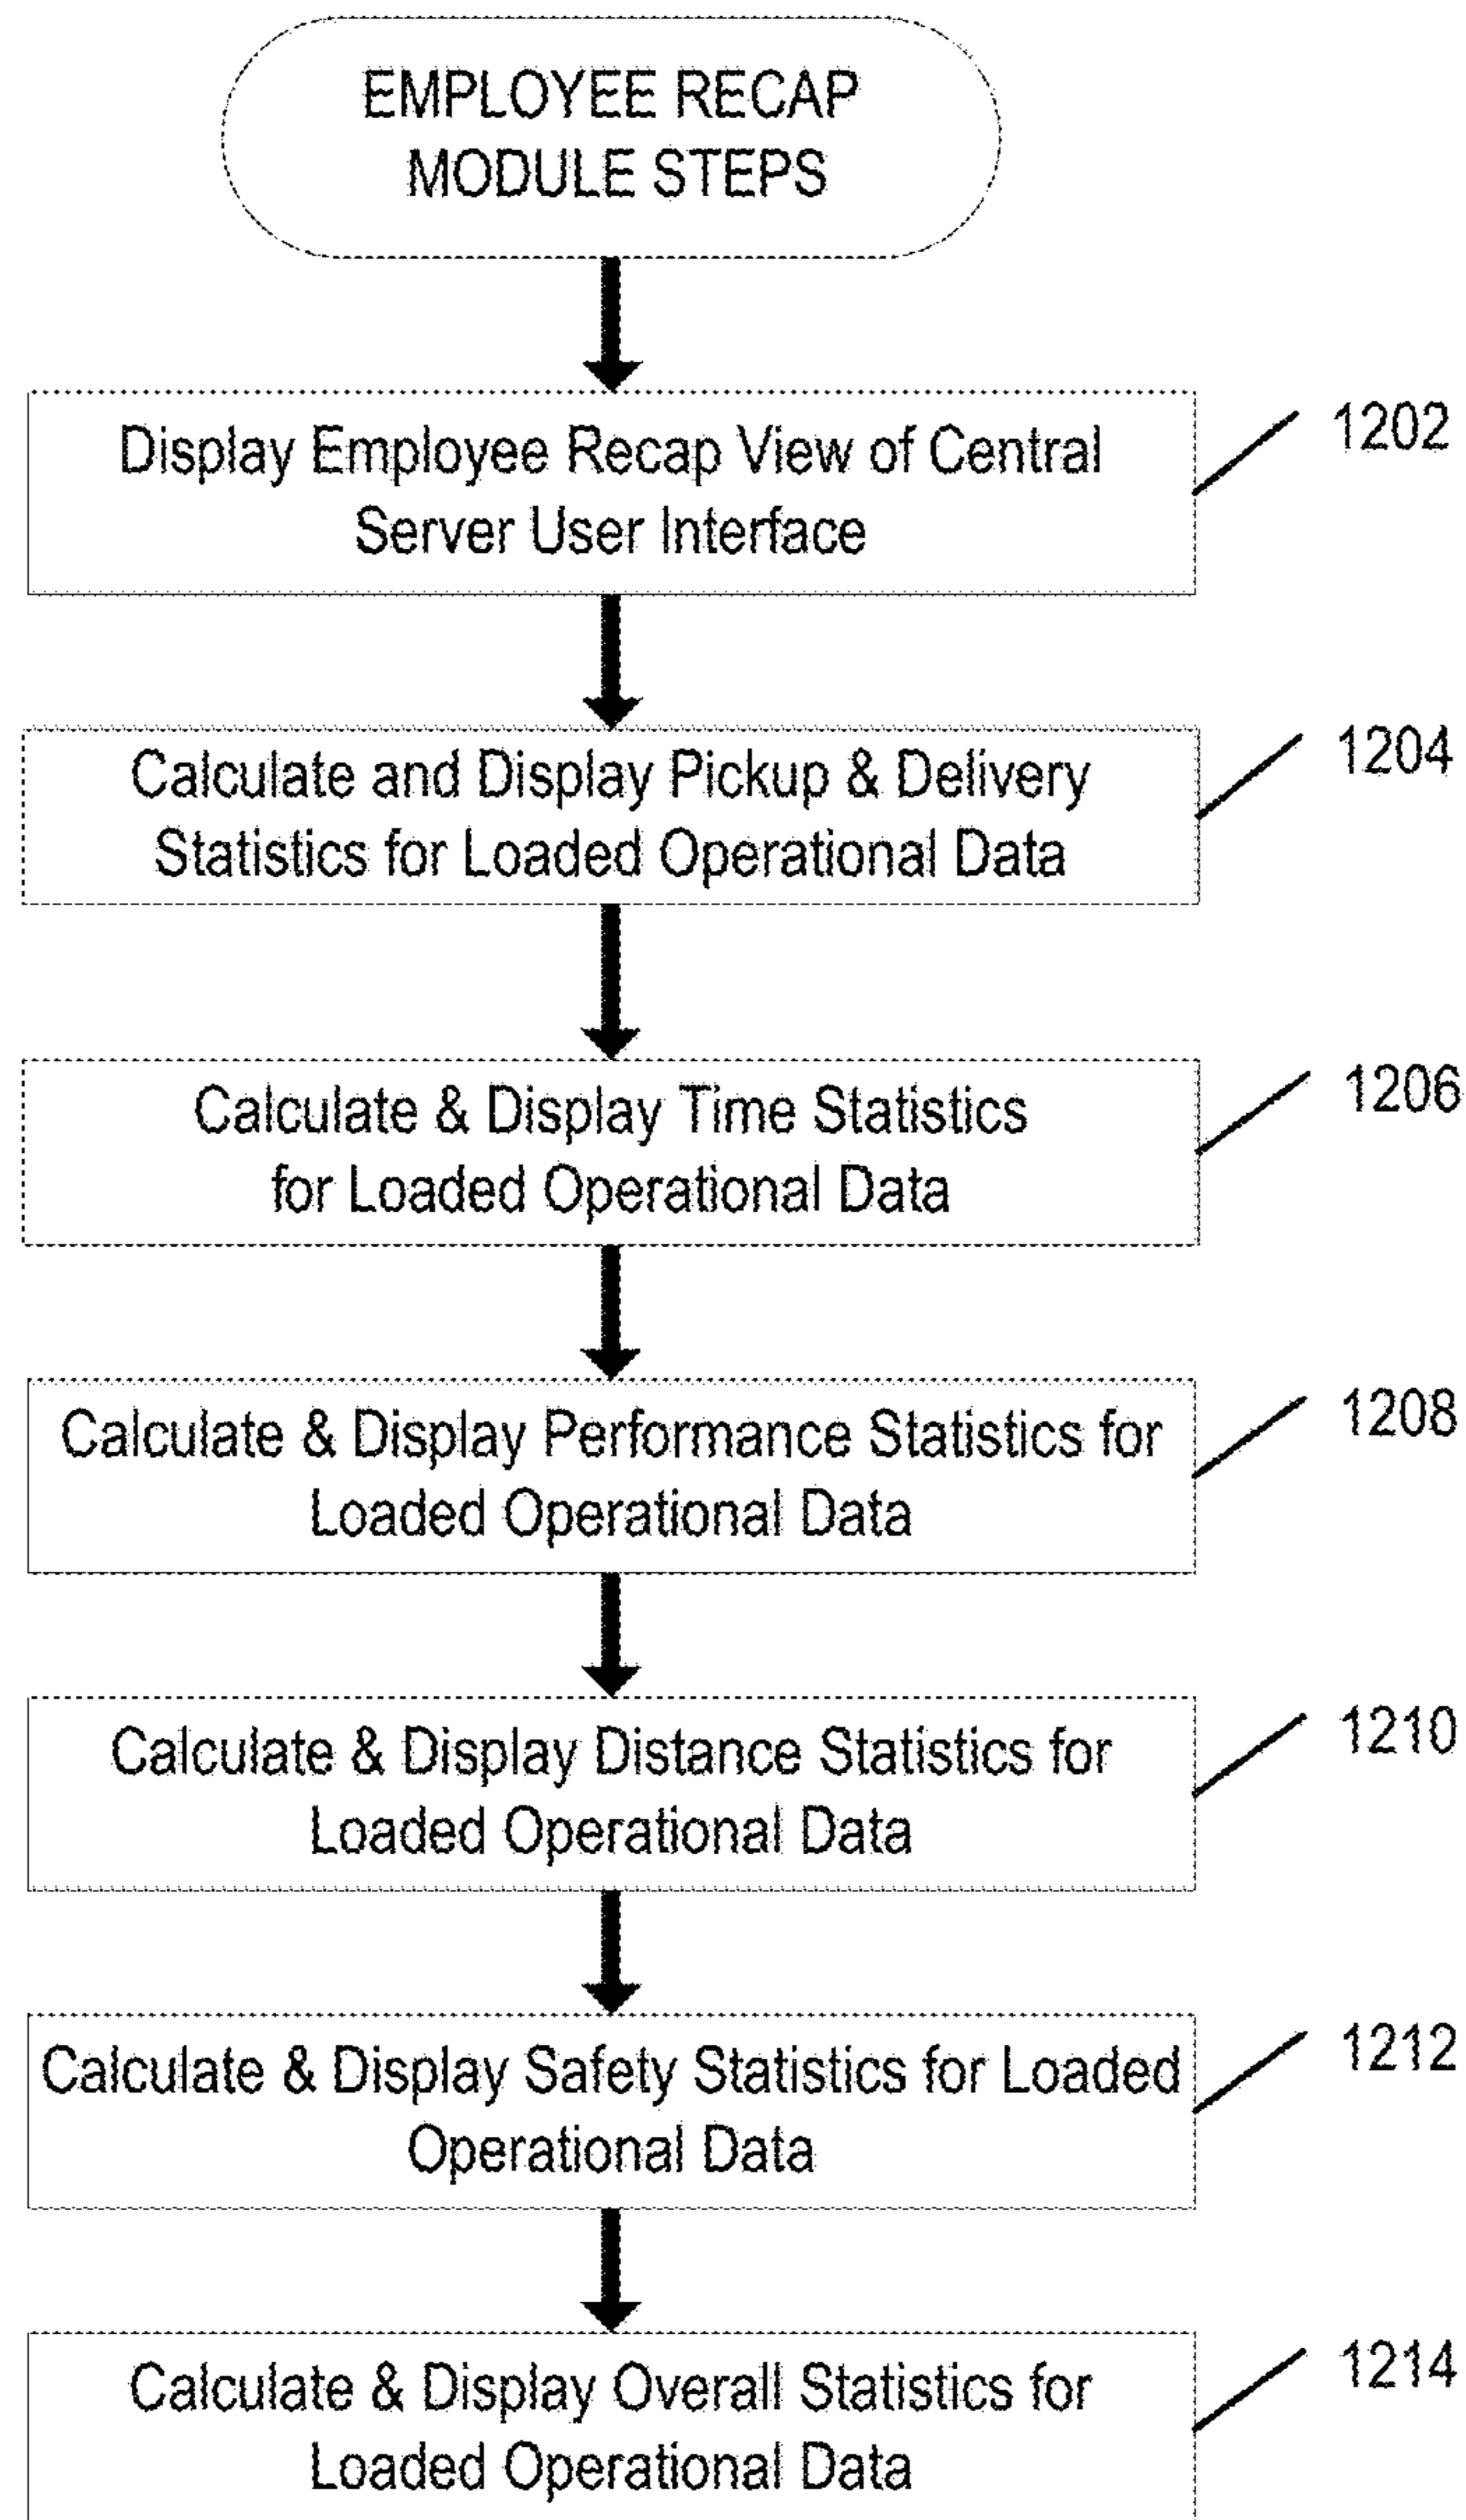 EMPLOYEE RECAP
MODULE STEPS
Display Employee Recap View of Central
Server User Interface
1202
Calculate and Display Pickup & Delivery
Statistics for Loaded Operational Data
1204
Calculate & Display Time Statistics
for Loaded Operational Data
1206
Calculate & Display Performance Statistics for
Loaded Operational Data
1208
Calculate & Display Distance Statistics for
Loaded Operational Data
1210
Calculate & Display Safety Statistics for Loaded
Operational Data
1212
Calculate & Display Overall Statistics for
Loaded Operational Data
1214